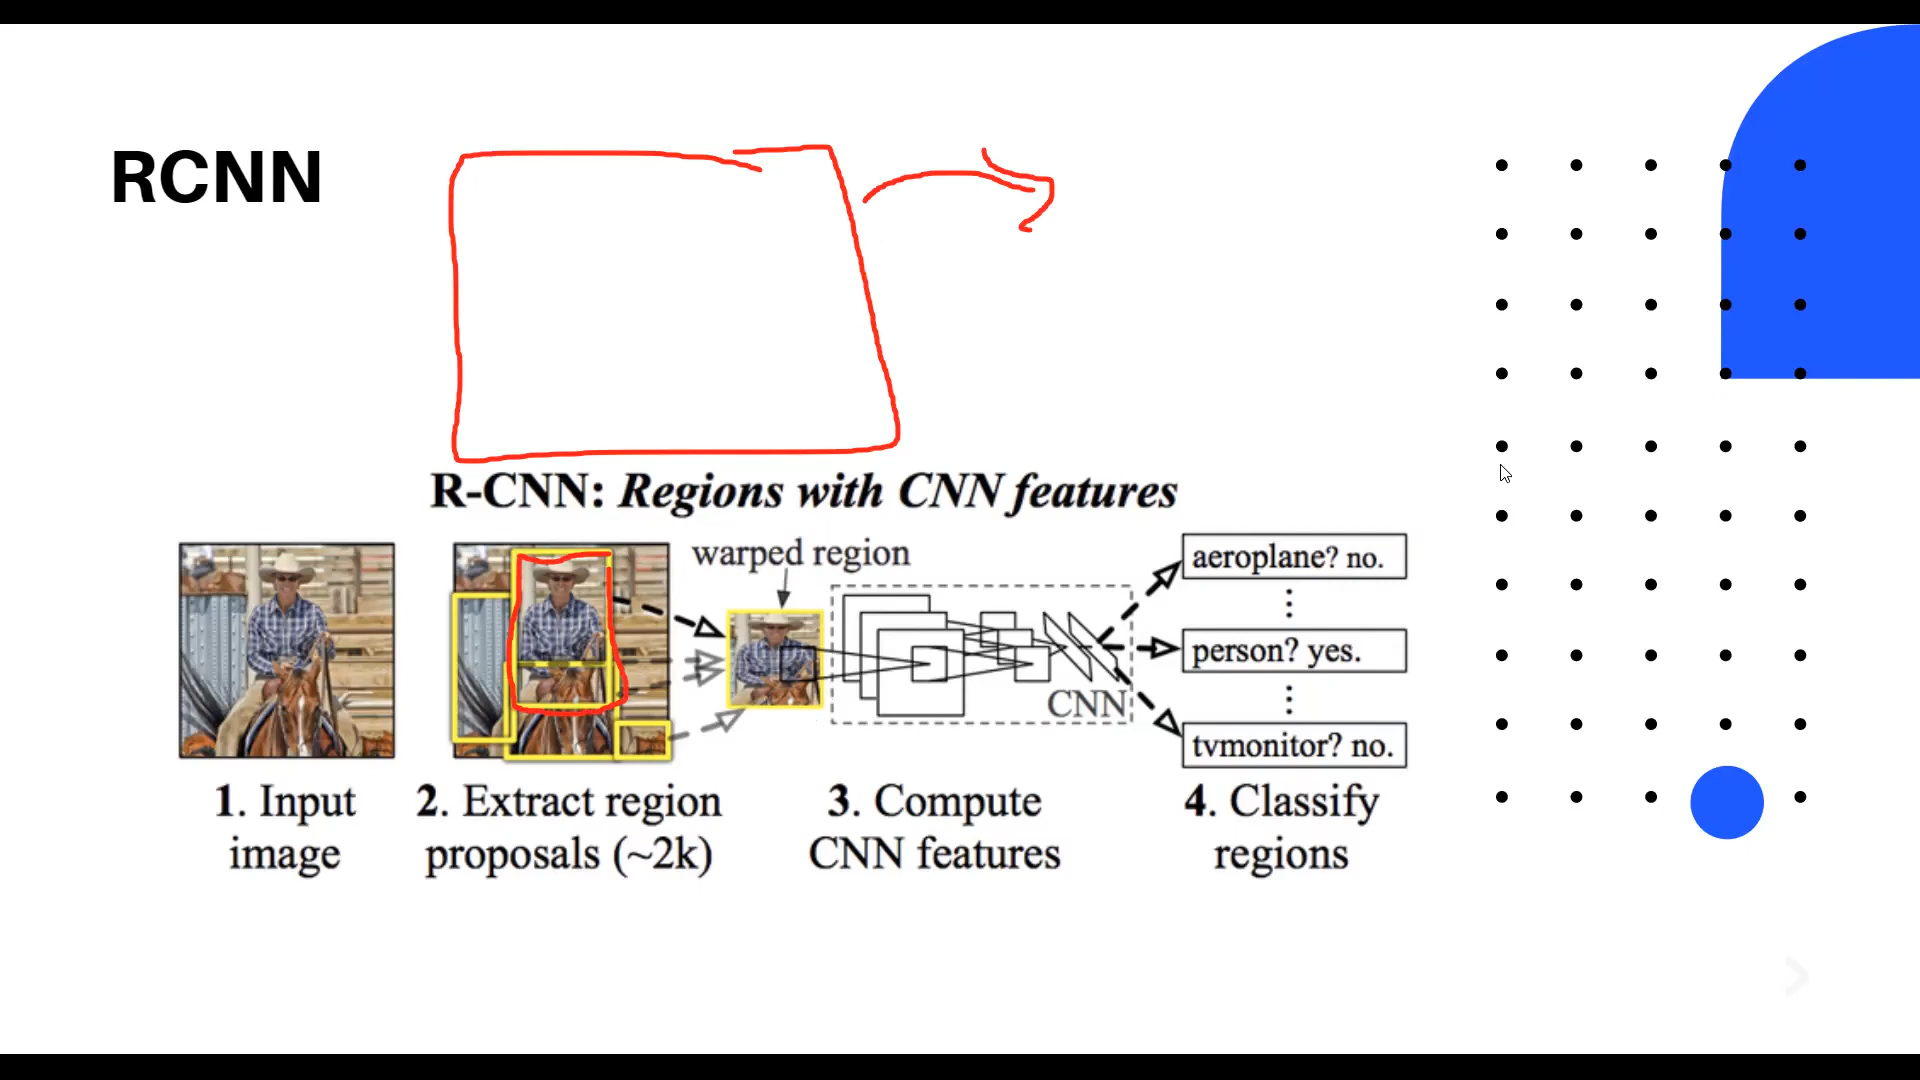 RCNN
R-CNN: Regions with CNN features
warped region
aeroplane? no.
person? yes.
CNN
tvmonitor? no.
1. Input
image
2. Extract region
proposals (~2k)
3. Compute
CNN features
4. Classify
regions